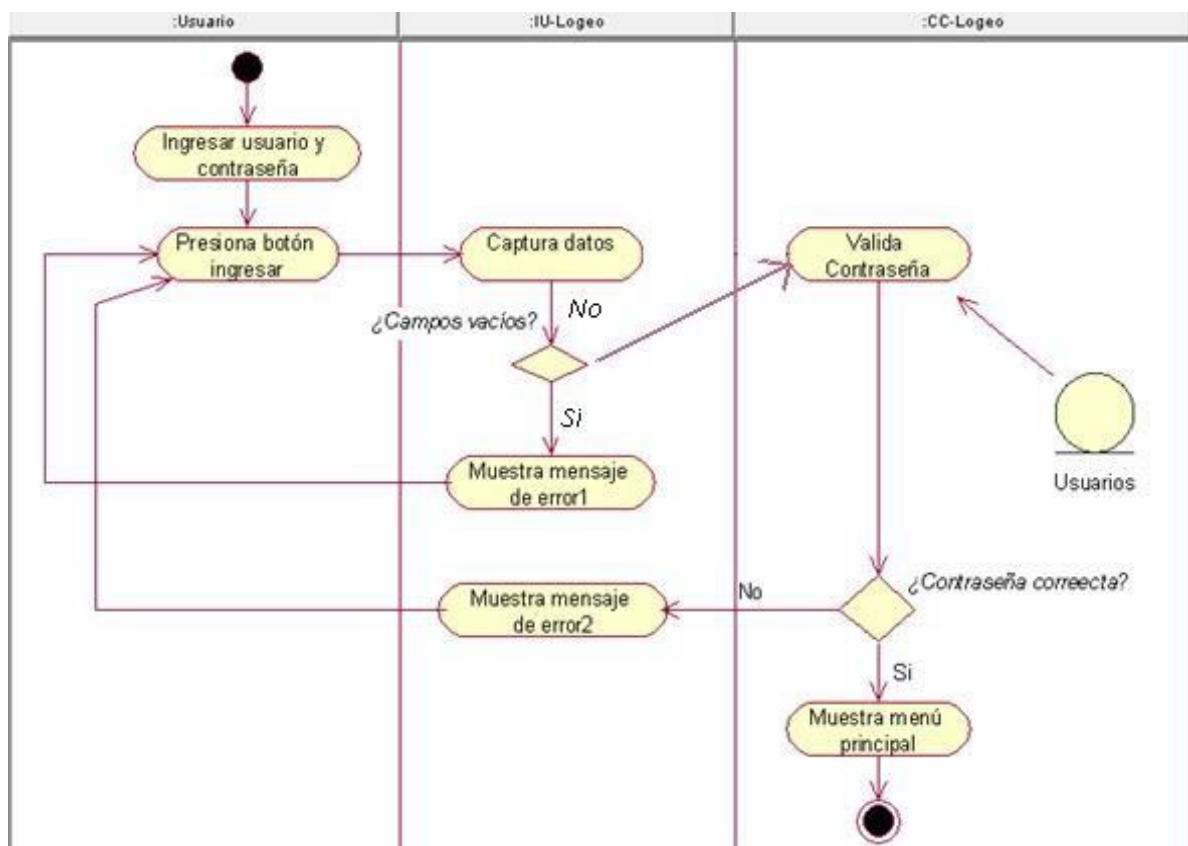 :Usuario
:IU-Logeo
:CC-Logeo
Ingresar usuario y
contraseña
Presiona botón
ingresar
Captura datos
Valida
Contraseña
No
¿Campos vacíos?
Si
Muestra mensaje
de error1
Usuarios
¿Contraseña correecta?
No
Muestra mensaje
de error2
Si
Muestra menú
principal